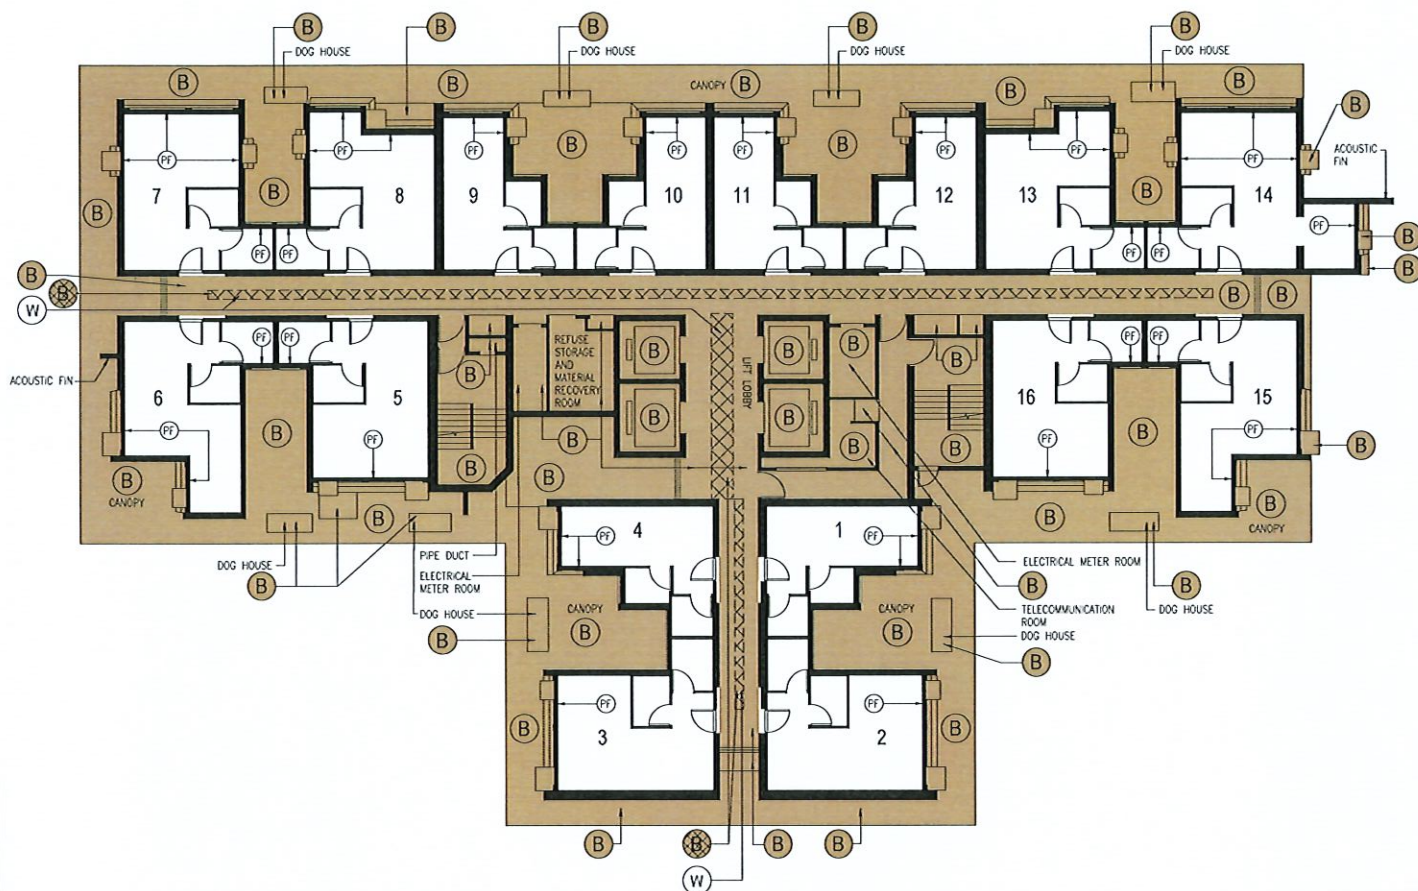 B B B B B
DOG HOUSE DOG HOUSE DOG HOUSE DOG HOUSE
B B CANOPY B B B
B
PF PF PF PF PF PF PF PF
ACOUSTIC
FIN
B B
7 8 9 10 11 12 13 14
B B B B
PF PF PF PF PF
B
B
B B B
B
W
PF PF PF PF
ACOUSTIC FIN
REFUSE
STORAGE
AND
MATERIAL
RECOVERY
ROOM
LIFT LOBBY
B B B B B
6 5 16 15
B B B
PF PF PF PF
B B B B B
B B B B B
CANOPY B B B CANOPY
DOG HOUSE
B
PIPE DUCT
ELECTRICAL
METER ROOM
DOG HOUSE
B
4 1
PF PF
CANOPY CANOPY
B B
ELECTRICAL METER ROOM
B
TELECOMMUNICATION
ROOM
DOG HOUSE
B
B
DOG HOUSE
PF PF
B B
3 2
B B B B
W